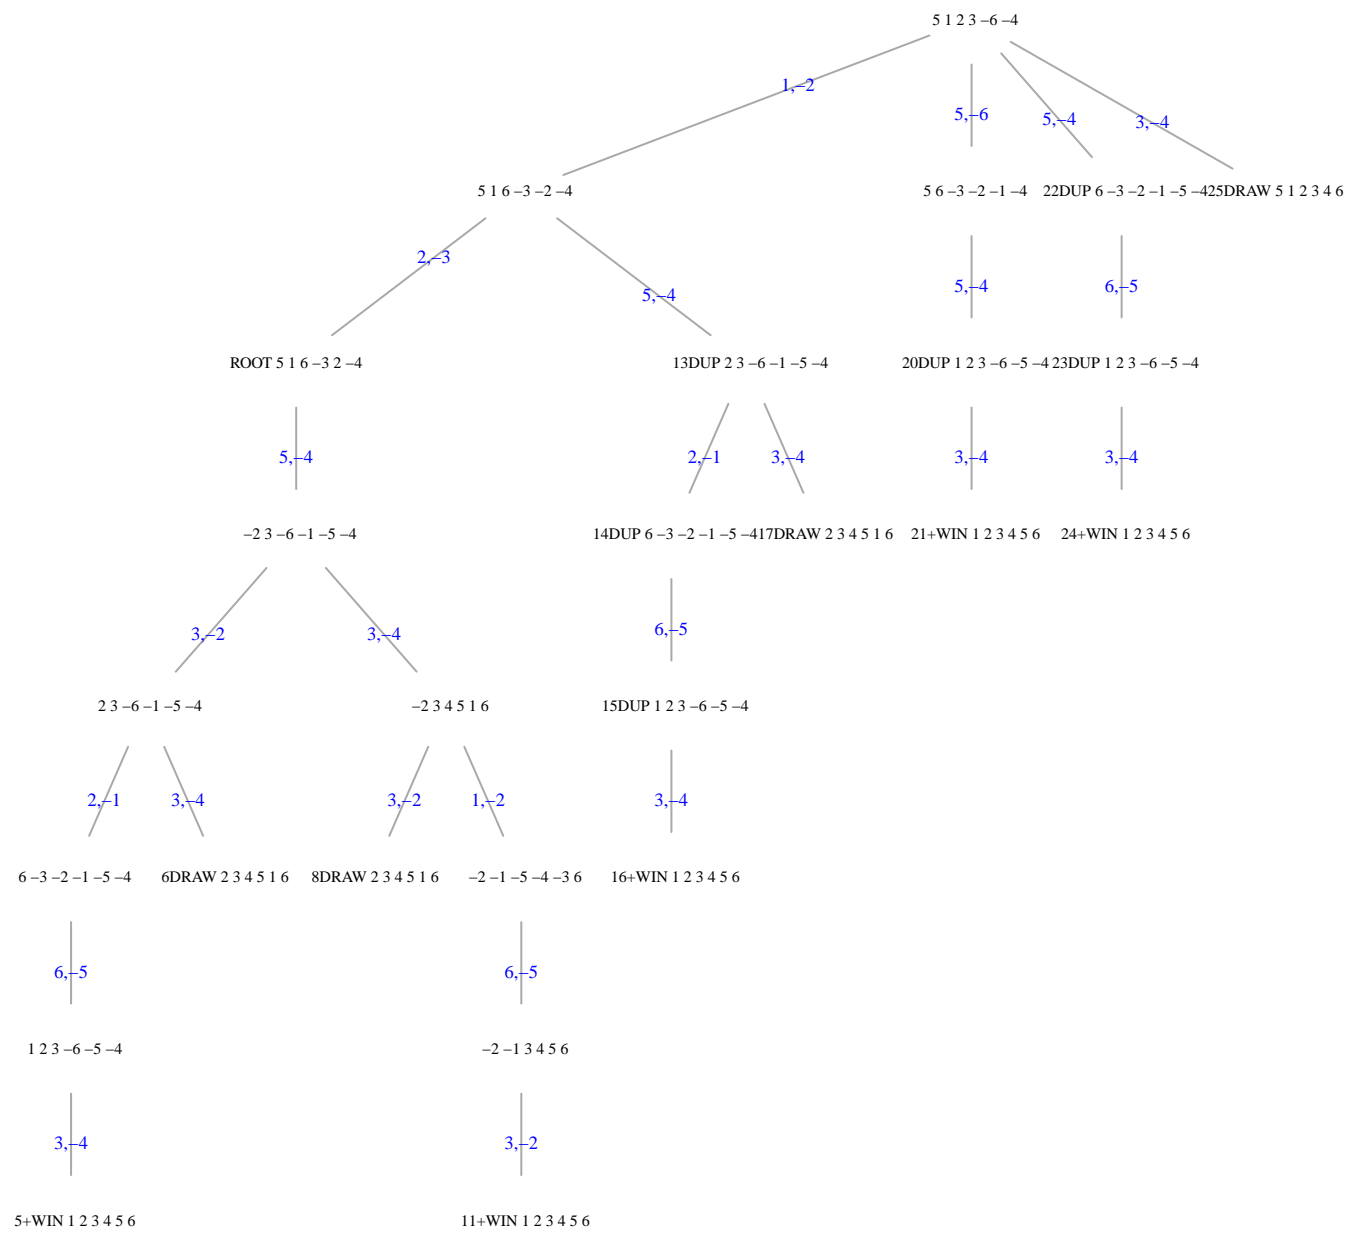 5 1 2 3 –6 –4
1,–2
5,–6
5,–4
3,–4
5 1 6 –3 –2 –4
5 6 –3 –2 –1 –4
22DUP 6 –3 –2 –1 –5 –4
25DRAW 5 1 2 3 4 6
2,–3
5,–4
5,–4
6,–5
ROOT 5 1 6 –3 2 –4
13DUP 2 3 –6 –1 –5 –4
20DUP 1 2 3 –6 –5 –4
23DUP 1 2 3 –6 –5 –4
5,–4
2,–1
3,–4
3,–4
3,–4
–2 3 –6 –1 –5 –4
14DUP 6 –3 –2 –1 –5 –4
17DRAW 2 3 4 5 1 6
21+WIN 1 2 3 4 5 6
24+WIN 1 2 3 4 5 6
3,–2
3,–4
6,–5
2 3 –6 –1 –5 –4
–2 3 4 5 1 6
15DUP 1 2 3 –6 –5 –4
2,–1
3,–4
3,–2
1,–2
3,–4
6 –3 –2 –1 –5 –4
6DRAW 2 3 4 5 1 6
8DRAW 2 3 4 5 1 6
–2 –1 –5 –4 –3 6
16+WIN 1 2 3 4 5 6
6,–5
6,–5
1 2 3 –6 –5 –4
–2 –1 3 4 5 6
3,–4
3,–2
5+WIN 1 2 3 4 5 6
11+WIN 1 2 3 4 5 6